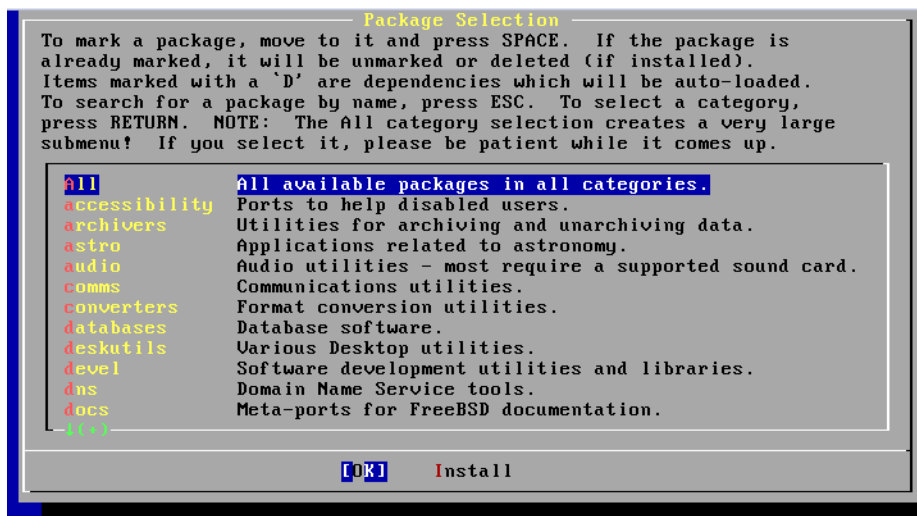 Package Selection
To mark a package, move to it and press SPACE.  If the package is
already marked, it will be unmarked or deleted (if installed).
Items marked with a `D' are dependencies which will be auto-loaded.
To search for a package by name, press ESC.  To select a category,
press RETURN.  NOTE:  The All category selection creates a very large
submenu!  If you select it, please be patient while it comes up.
All All available packages in all categories.
accessibility Ports to help disabled users.
archivers Utilities for archiving and unarchiving data.
astro Applications related to astronomy.
audio Audio utilities - most require a supported sound card.
comms Communications utilities.
converters Format conversion utilities.
databases Database software.
deskutils Various Desktop utilities.
devel Software development utilities and libraries.
dns Domain Name Service tools.
docs Meta-ports for FreeBSD documentation.
↓(+)
[OK] Install